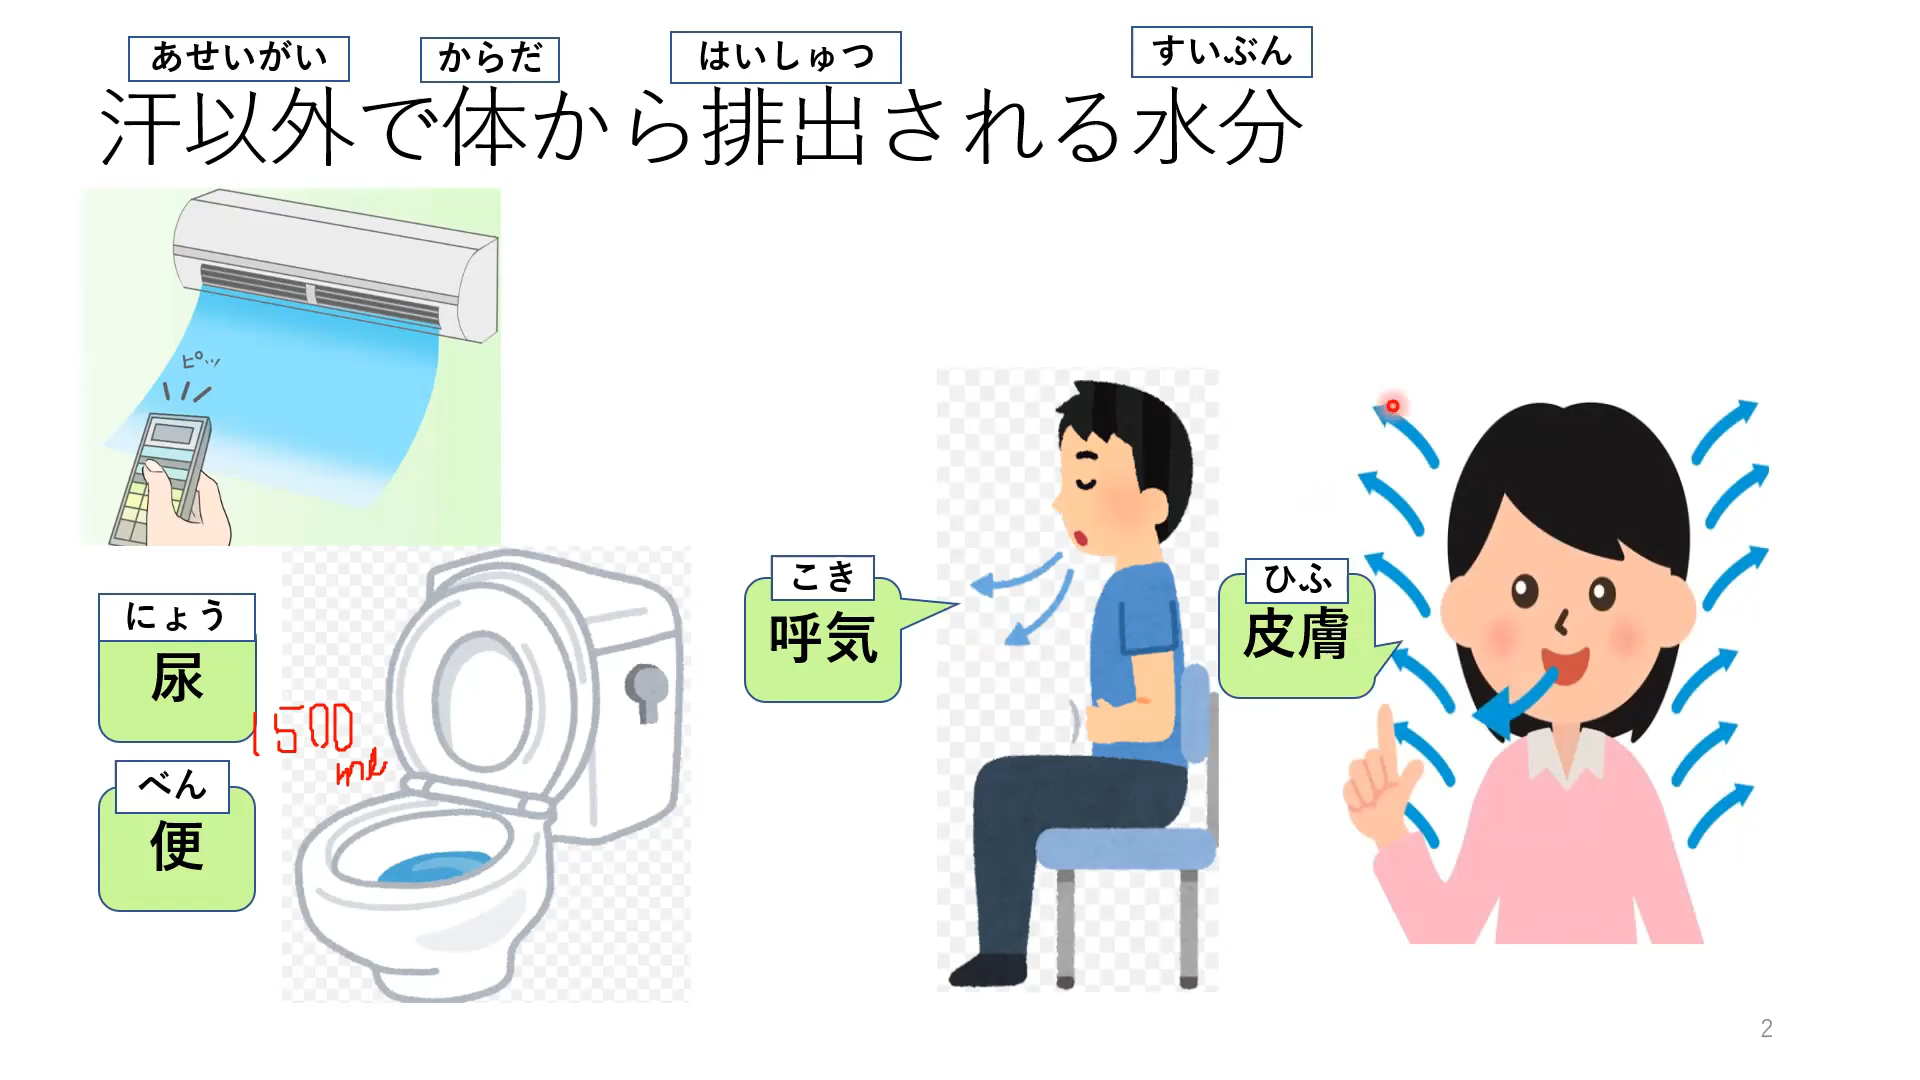 あせいがい からだ はいしゅつ すいぶん
汗以外で体から排出される水分
ピッ
にょう
尿
1500
ml
べん
便
こき
呼気
ひふ
皮膚
2